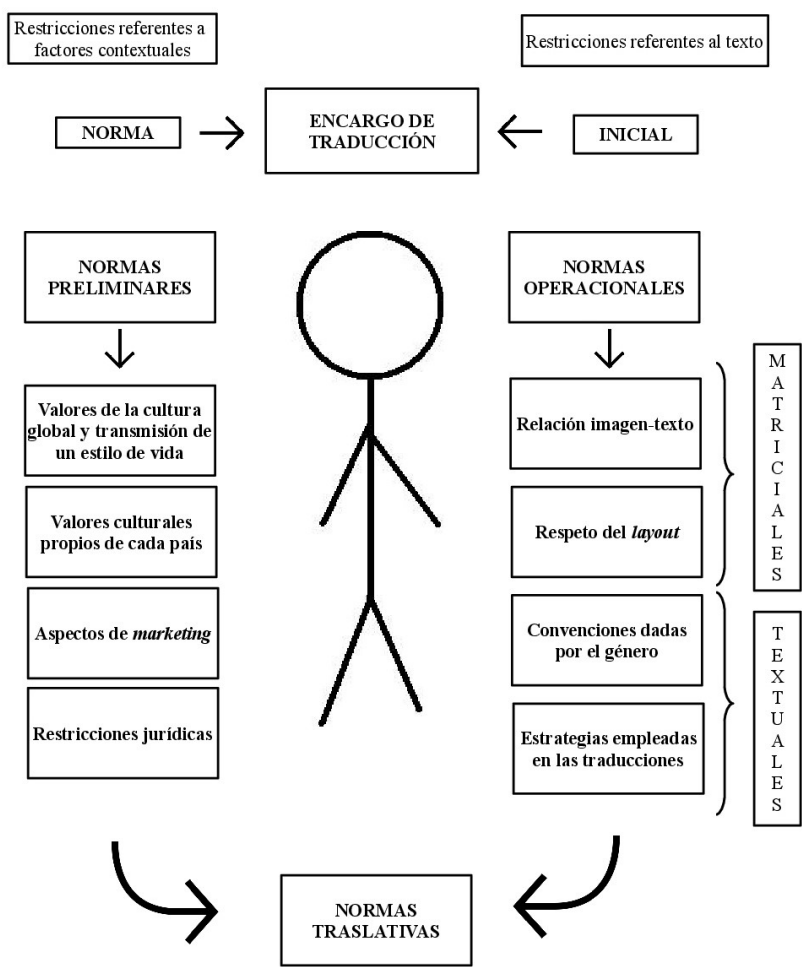 Restricciones referentes a
factores contextuales
Restricciones referentes al texto
NORMA
ENCARGO DE
TRADUCCIÓN
INICIAL
NORMAS
PRELIMINARES
NORMAS
OPERACIONALES
Valores de la cultura
global y transmisión de
un estilo de vida
Valores culturales
propios de cada país
Aspectos de marketing
Restricciones jurídicas
Relación imagen-texto
Respeto del layout
Convenciones dadas
por el género
Estrategias empleadas
en las traducciones
MATRICIALES
TEXTUALES
NORMAS
TRASLATIVAS